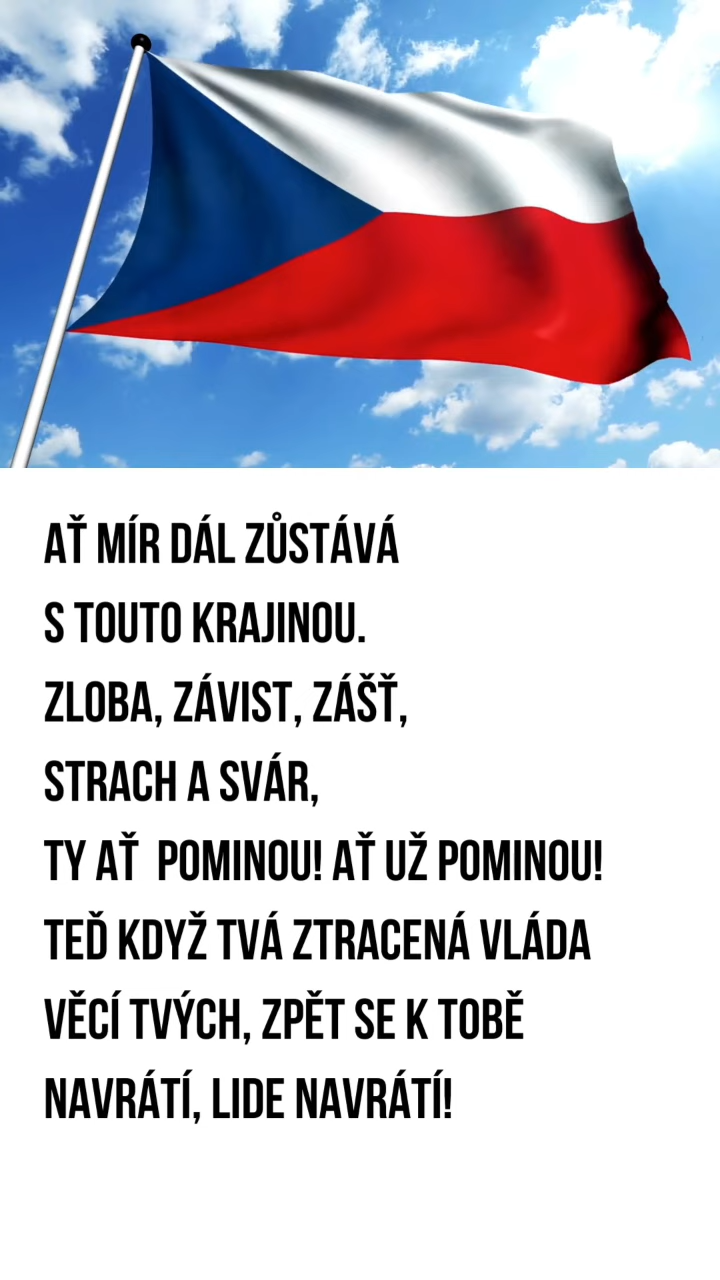 AŤ MÍR DÁL ZŮSTÁVÁ
S TOUTO KRAJINOU.
ZLOBA, ZÁVIST, ZÁŠŤ,
STRACH A SVÁR,
TY AŤ  POMINOU! AŤ UŽ POMINOU!
TEĎ KDYŽ TVÁ ZTRACENÁ VLÁDA
VĚCÍ TVÝCH, ZPĚT SE K TOBĚ
NAVRÁTÍ, LIDE NAVRÁTÍ!